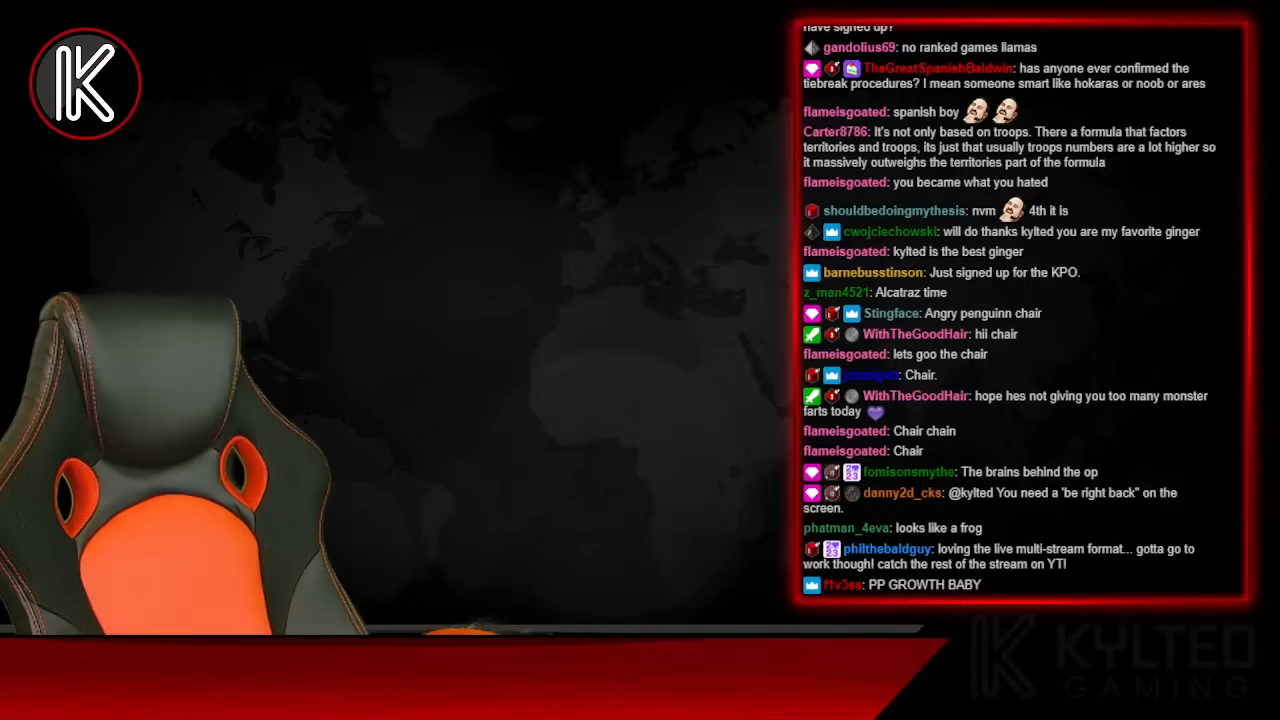 K
have signed up?
gandolius69: no ranked games llamas
TheGreatSpanishBaldwin: has anyone ever confirmed the
tiebreak procedures? I mean someone smart like hokaras or noob or ares
flameisgoated: spanish boy
Carter8786: It's not only based on troops. There a formula that factors
territories and troops, its just that usually troops numbers are a lot higher so
it massively outweighs the territories part of the formula
flameisgoated: you became what you hated
shouldbedoingmythesis: nvm 4th it is
cwojciechowski: will do thanks kylted you are my favorite ginger
flameisgoated: kylted is the best ginger
barnebusstinson: Just signed up for the KPO.
z_man4521: Alcatraz time
Stingface: Angry penguinn chair
WithTheGoodHair: hii chair
flameisgoated: lets goo the chair
: Chair.
WithTheGoodHair: hope hes not giving you too many monster
farts today
flameisgoated: Chair chain
flameisgoated: Chair
fomisonsmythe: The brains behind the op
danny2d_cks: @kylted You need a "be right back" on the
screen.
phatman_4eva: looks like a frog
philthebaldguy: loving the live multi-stream format... gotta go to
work though! catch the rest of the stream on YT!
f1v3ss: PP GROWTH BABY
K KYLTED
GAMING